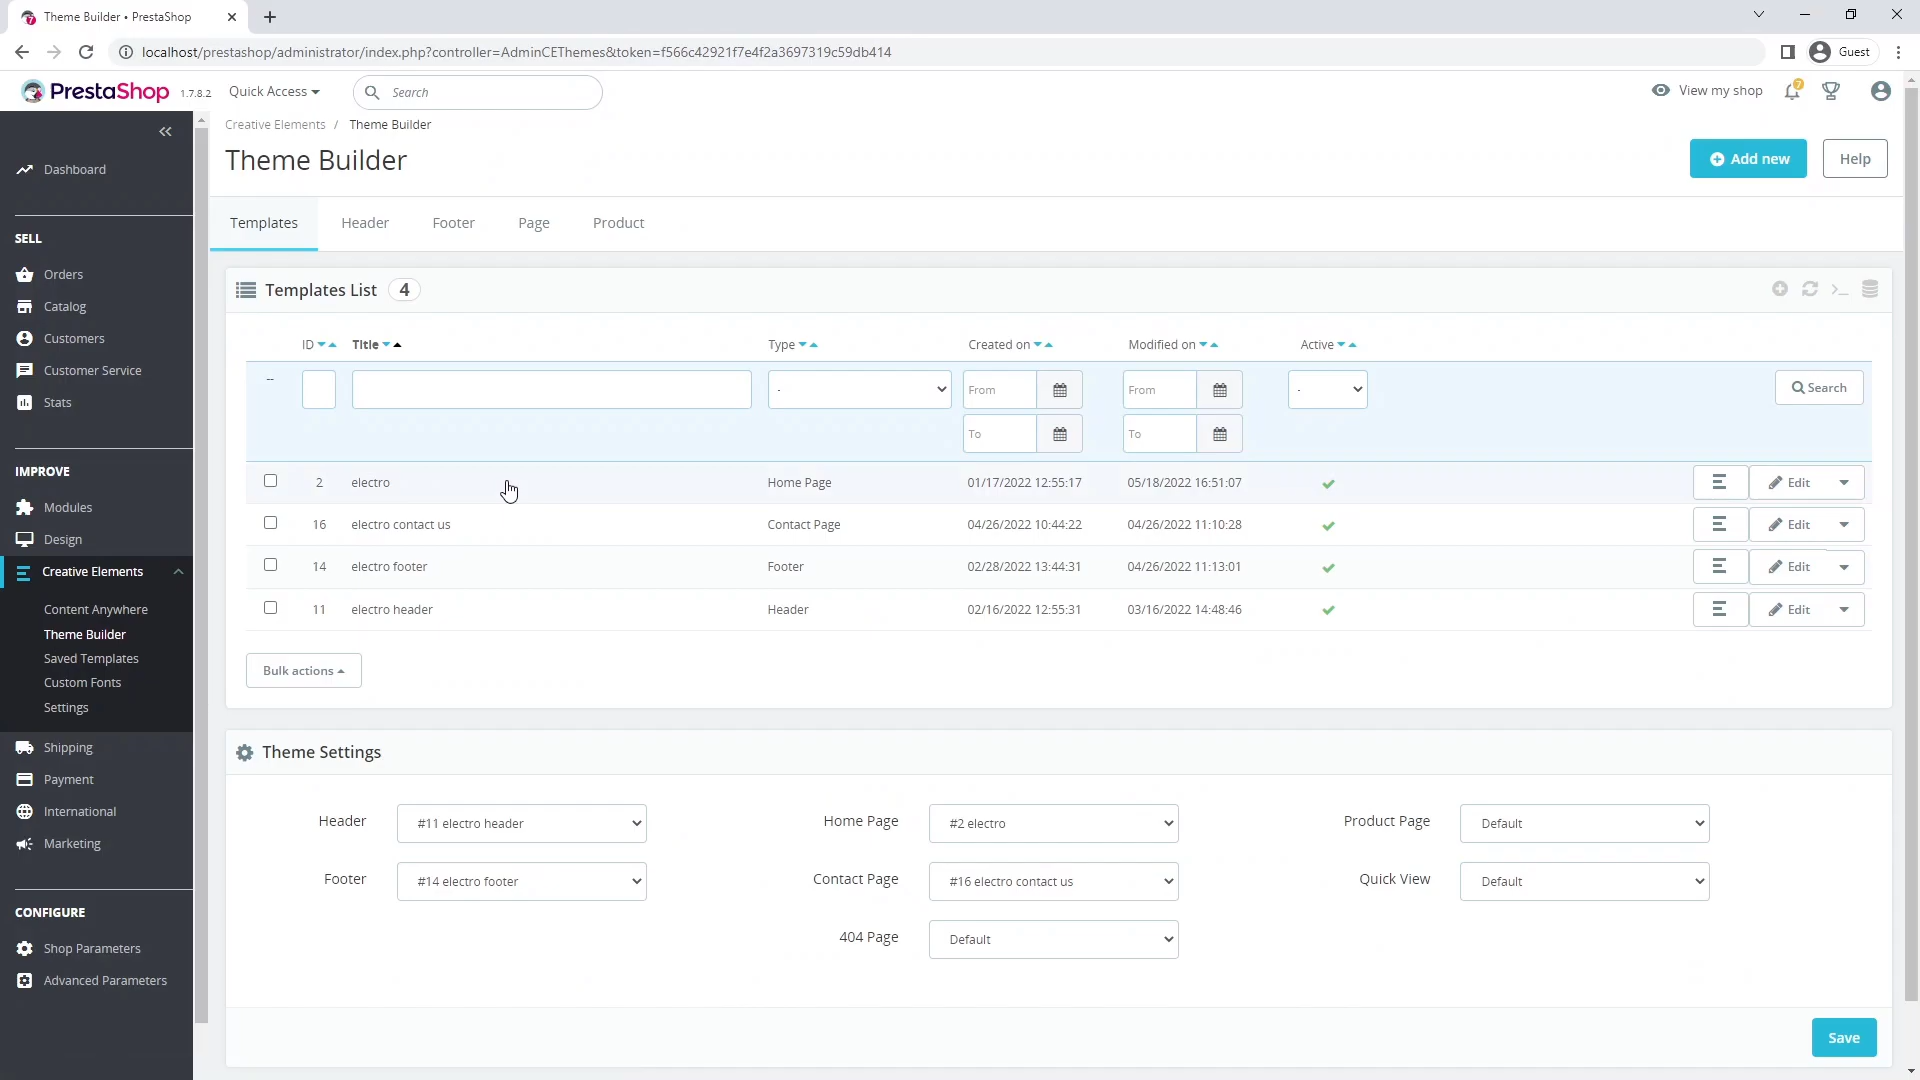 Theme Builder • PrestaShop
localhost/prestashop/administrator/index.php?controller=AdminCEThemes&token=f566c42921f7e4f2a3697319c59db414
Guest
PrestaShop 1.7.8.2 Quick Access Search View my shop 7
Creative Elements / Theme Builder
Theme Builder
Add new Help
Templates Header Footer Page Product
Dashboard
SELL
Orders
Catalog
Customers
Customer Service
Stats
IMPROVE
Modules
Design
Creative Elements
Content Anywhere
Theme Builder
Saved Templates
Custom Fonts
Settings
Shipping
Payment
International
Marketing
CONFIGURE
Shop Parameters
Advanced Parameters
Templates List 4
ID Title Type Created on Modified on Active
-- - From From - Search
To To
2 electro Home Page 01/17/2022 12:55:17 05/18/2022 16:51:07 Edit
16 electro contact us Contact Page 04/26/2022 10:44:22 04/26/2022 11:10:28 Edit
14 electro footer Footer 02/28/2022 13:44:31 04/26/2022 11:13:01 Edit
11 electro header Header 02/16/2022 12:55:31 03/16/2022 14:48:46 Edit
Bulk actions
Theme Settings
Header #11 electro header Home Page #2 electro Product Page Default
Footer #14 electro footer Contact Page #16 electro contact us Quick View Default
404 Page Default
Save